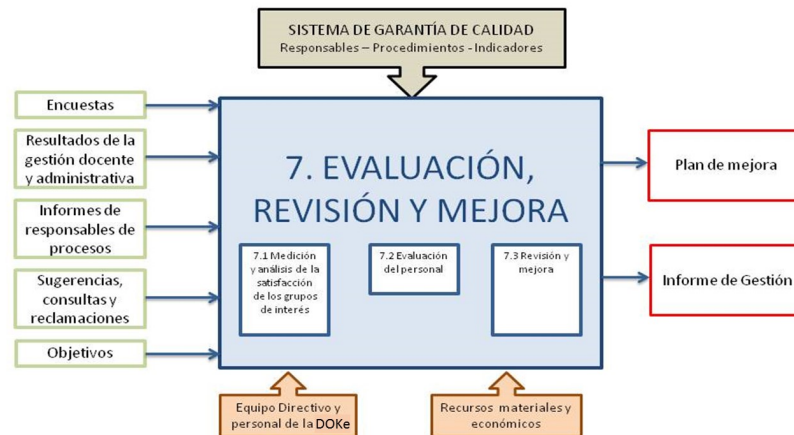 SISTEMA DE GARANTÍA DE CALIDAD
Responsables – Procedimientos - Indicadores
Encuestas
Resultados de la
gestión docente
y administrativa
Informes de
responsables de
procesos
Sugerencias,
consultas y
reclamaciones
Objetivos
7. EVALUACIÓN,
REVISIÓN Y MEJORA
7.1 Medición
y análisis de la
satisfacción
de los grupos
de interés
7.2 Evaluación
del personal
7.3 Revisión y
mejora
Plan de mejora
Informe de Gestión
Equipo Directivo y
personal de la DOKe
Recursos materiales y
económicos